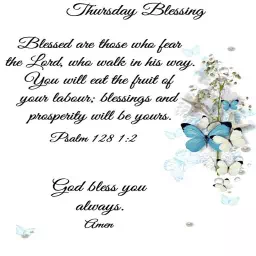 Thursday Blessing
Blessed are those who fear
the Lord, who walk in his way.
You will eat the fruit of
your labour; blessings and
prosperity will be yours.
Psalm 128 1:2
God bless you
always.
Amen